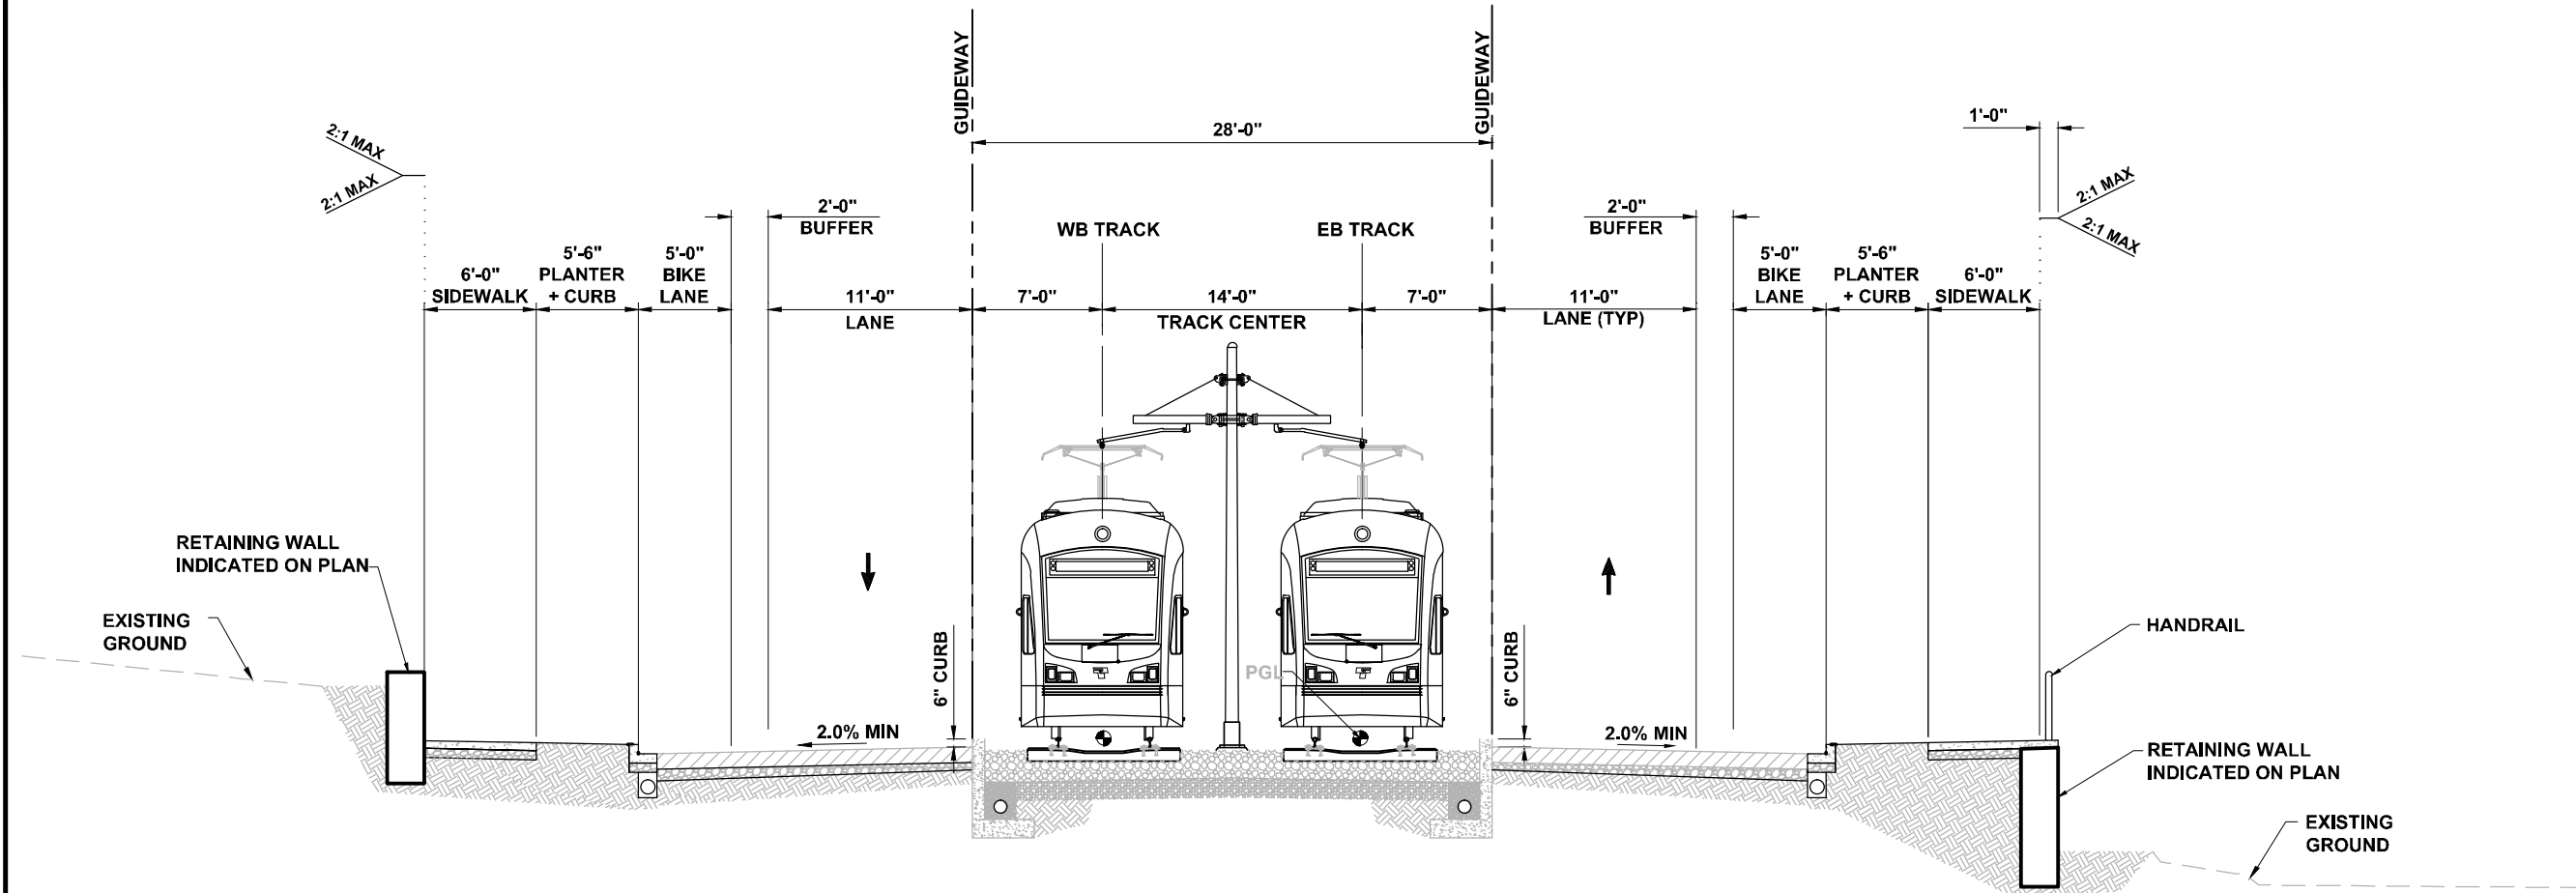 GUIDEWAY
GUIDEWAY
28'-0"
1'-0"
2:1 MAX
2:1 MAX
2:1 MAX
2:1 MAX
2'-0"
BUFFER
WB TRACK
EB TRACK
2'-0"
BUFFER
6'-0"
SIDEWALK
5'-6"
PLANTER
+ CURB
5'-0"
BIKE
LANE
11'-0"
LANE
7'-0"
14'-0"
TRACK CENTER
7'-0"
11'-0"
LANE (TYP)
5'-0"
BIKE
LANE
5'-6"
PLANTER
+ CURB
6'-0"
SIDEWALK
RETAINING WALL
INDICATED ON PLAN
EXISTING
GROUND
6" CURB
2.0% MIN
PGL
6" CURB
2.0% MIN
HANDRAIL
RETAINING WALL
INDICATED ON PLAN
EXISTING
GROUND